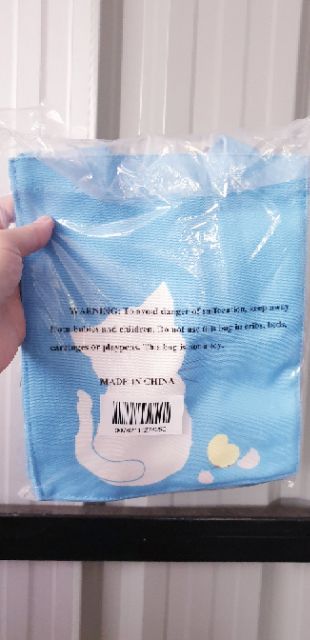 WARNING: To avoid danger of suffocation, keep away
from babies and children. Do not use this bag in cribs, beds,
carriages or playpens. This bag is not a toy.
MADE IN CHINA